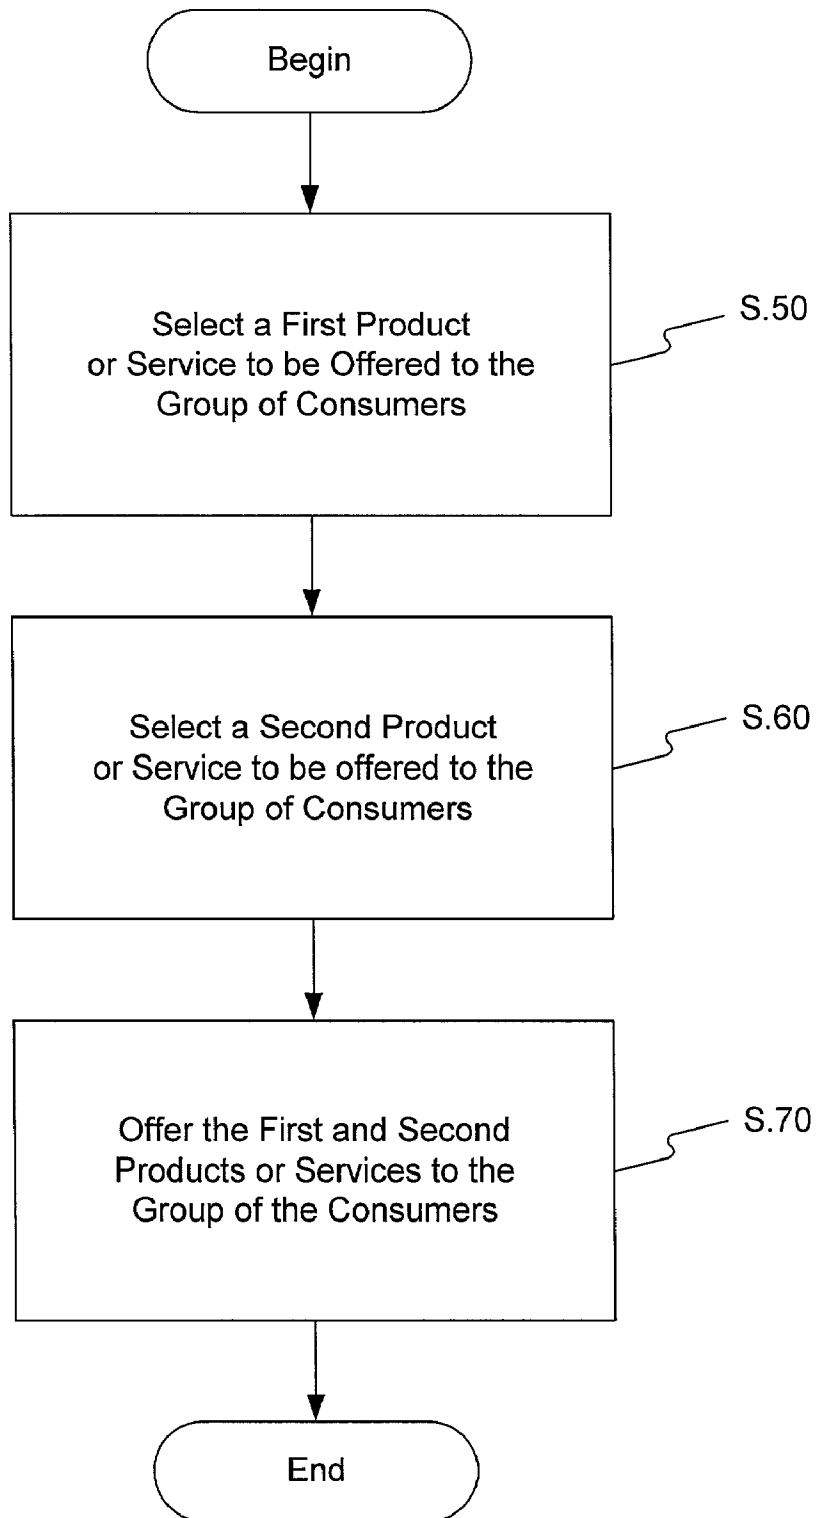 Begin
Select a First Product
or Service to be Offered to the
Group of Consumers
S.50
Select a Second Product
or Service to be offered to the
Group of Consumers
S.60
Offer the First and Second
Products or Services to the
Group of the Consumers
S.70
End